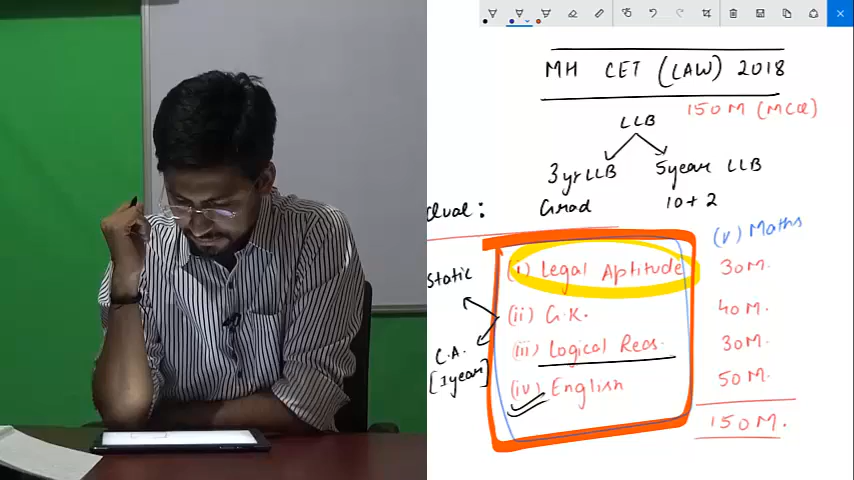 MH CET (LAW) 2018
150 M (MCQ)
LLB
3yr LLB 5year LLB
Grad 10+2
dual:
(v) Maths
(i) Legal Aptitude 30M.
Static
(ii) G.K. 40M.
(iii) Logical Reas. 30M.
C.A.
[1year]
(iv) English 50M.
150M.